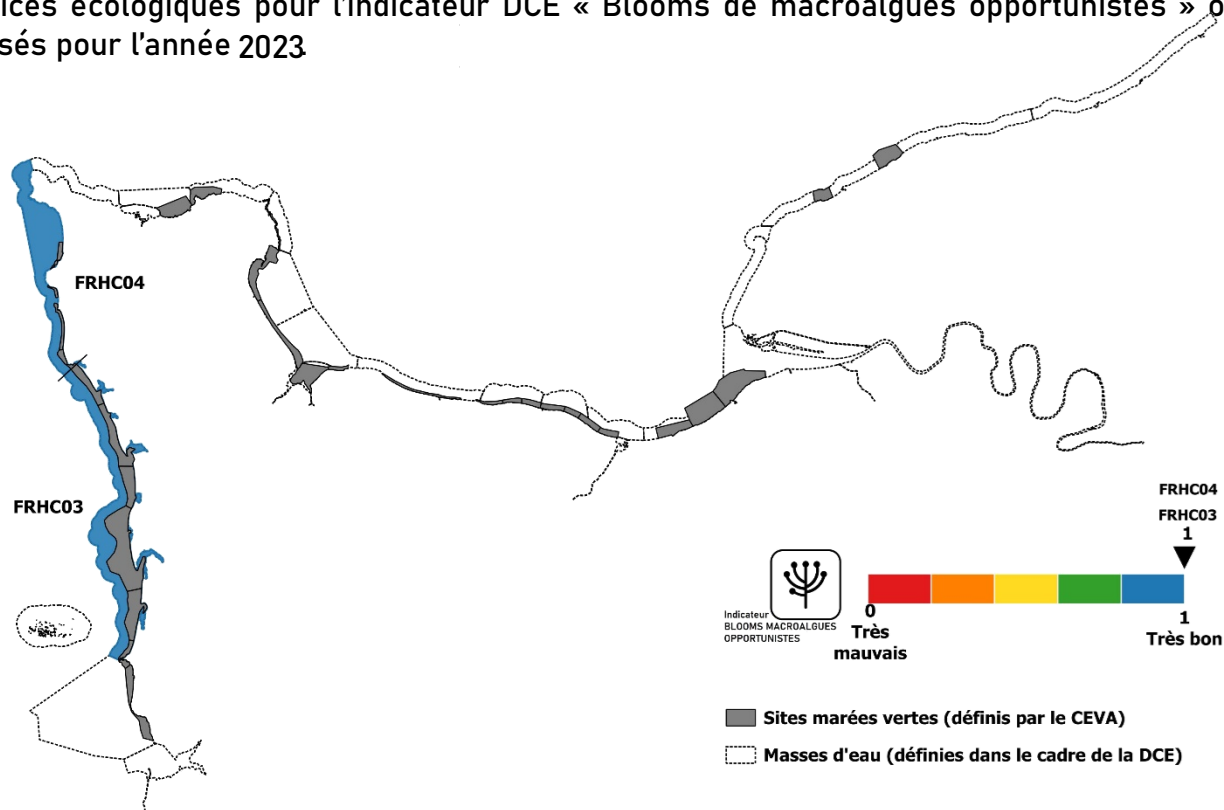 ices écologiques pour l'indicateur DCE « Blooms de macroalgues opportunistes » o
sés pour l'année 2023
FRHC04
FRHC03
FRHC04
FRHC03
1
Indicateur
BLOOMS MACROALGUES
OPPORTUNISTES
0
Très
mauvais
1
Très bon
Sites marées vertes (définis par le CEVA)
Masses d'eau (définies dans le cadre de la DCE)